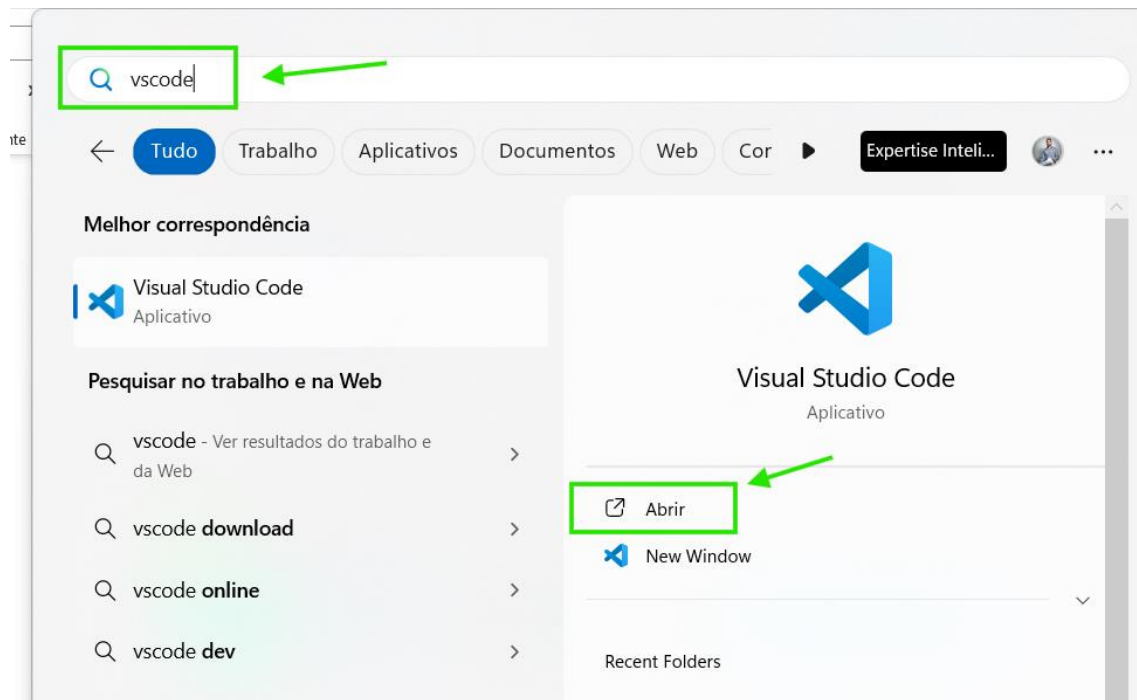 vscode
nte
Tudo
Trabalho
Aplicativos
Documentos
Web
Cor
Expertise Inteli...
Melhor correspondência
Visual Studio Code
Aplicativo
Pesquisar no trabalho e na Web
vscode - Ver resultados do trabalho e
da Web
vscode download
vscode online
vscode dev
Visual Studio Code
Aplicativo
Abrir
New Window
Recent Folders